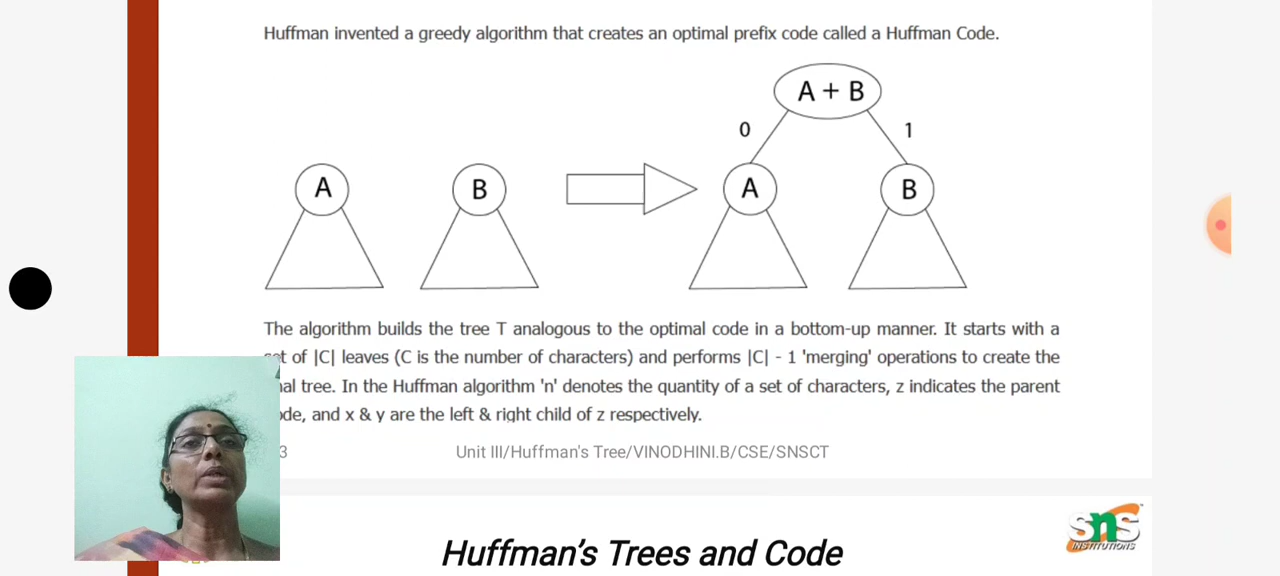 Huffman invented a greedy algorithm that creates an optimal prefix code called a Huffman Code.
A + B
0 1
A B A B
The algorithm builds the tree T analogous to the optimal code in a bottom-up manner. It starts with a
of |C| leaves (C is the number of characters) and performs |C| - 1 'merging' operations to create the
tree. In the Huffman algorithm 'n' denotes the quantity of a set of characters, z indicates the parent
and x & y are the left & right child of z respectively.
3 Unit III/Huffman's Tree/VINODHINI.B/CSE/SNSCT
sns
INSTITUTIONS
Huffman's Trees and Code